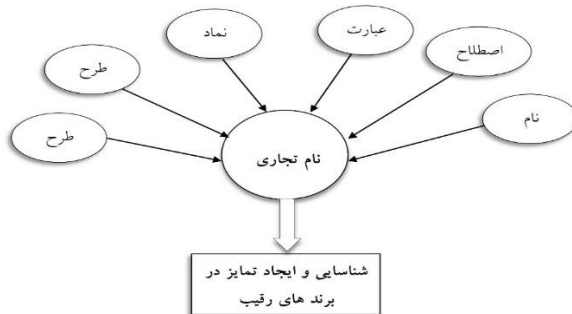 عبارت
نماد
اصطلاح
طرح
نام
طرح
نام تجاری
شناسایی و ایجاد تمایز در
برند های رقیب